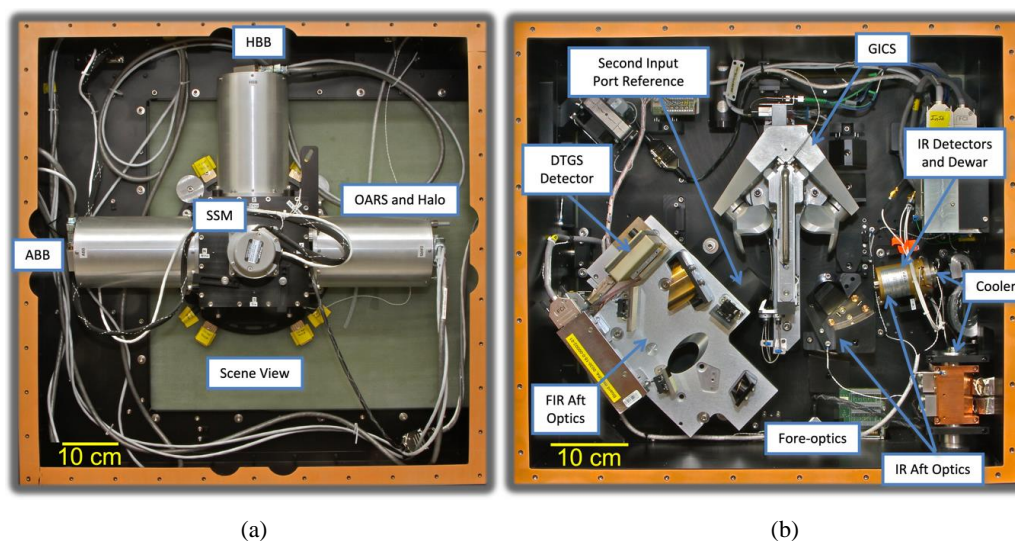 HBB
OARS and Halo
SSM
ABB
Scene View
10 cm
(a)
Second Input
Port Reference
GICS
DTGS
Detector
IR Detectors
and Dewar
Cooler
FIR Aft
Optics
Fore-optics
IR Aft Optics
10 cm
(b)